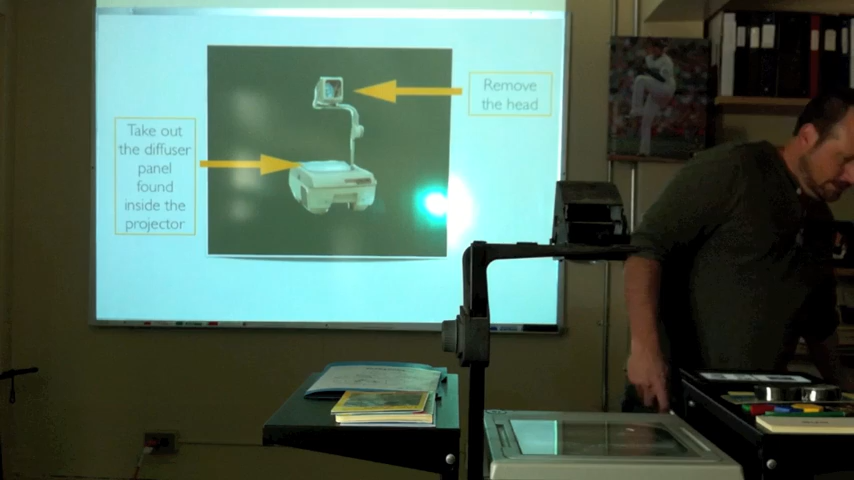 Remove
the head
Take out
the diffuser
panel
found
inside the
projector